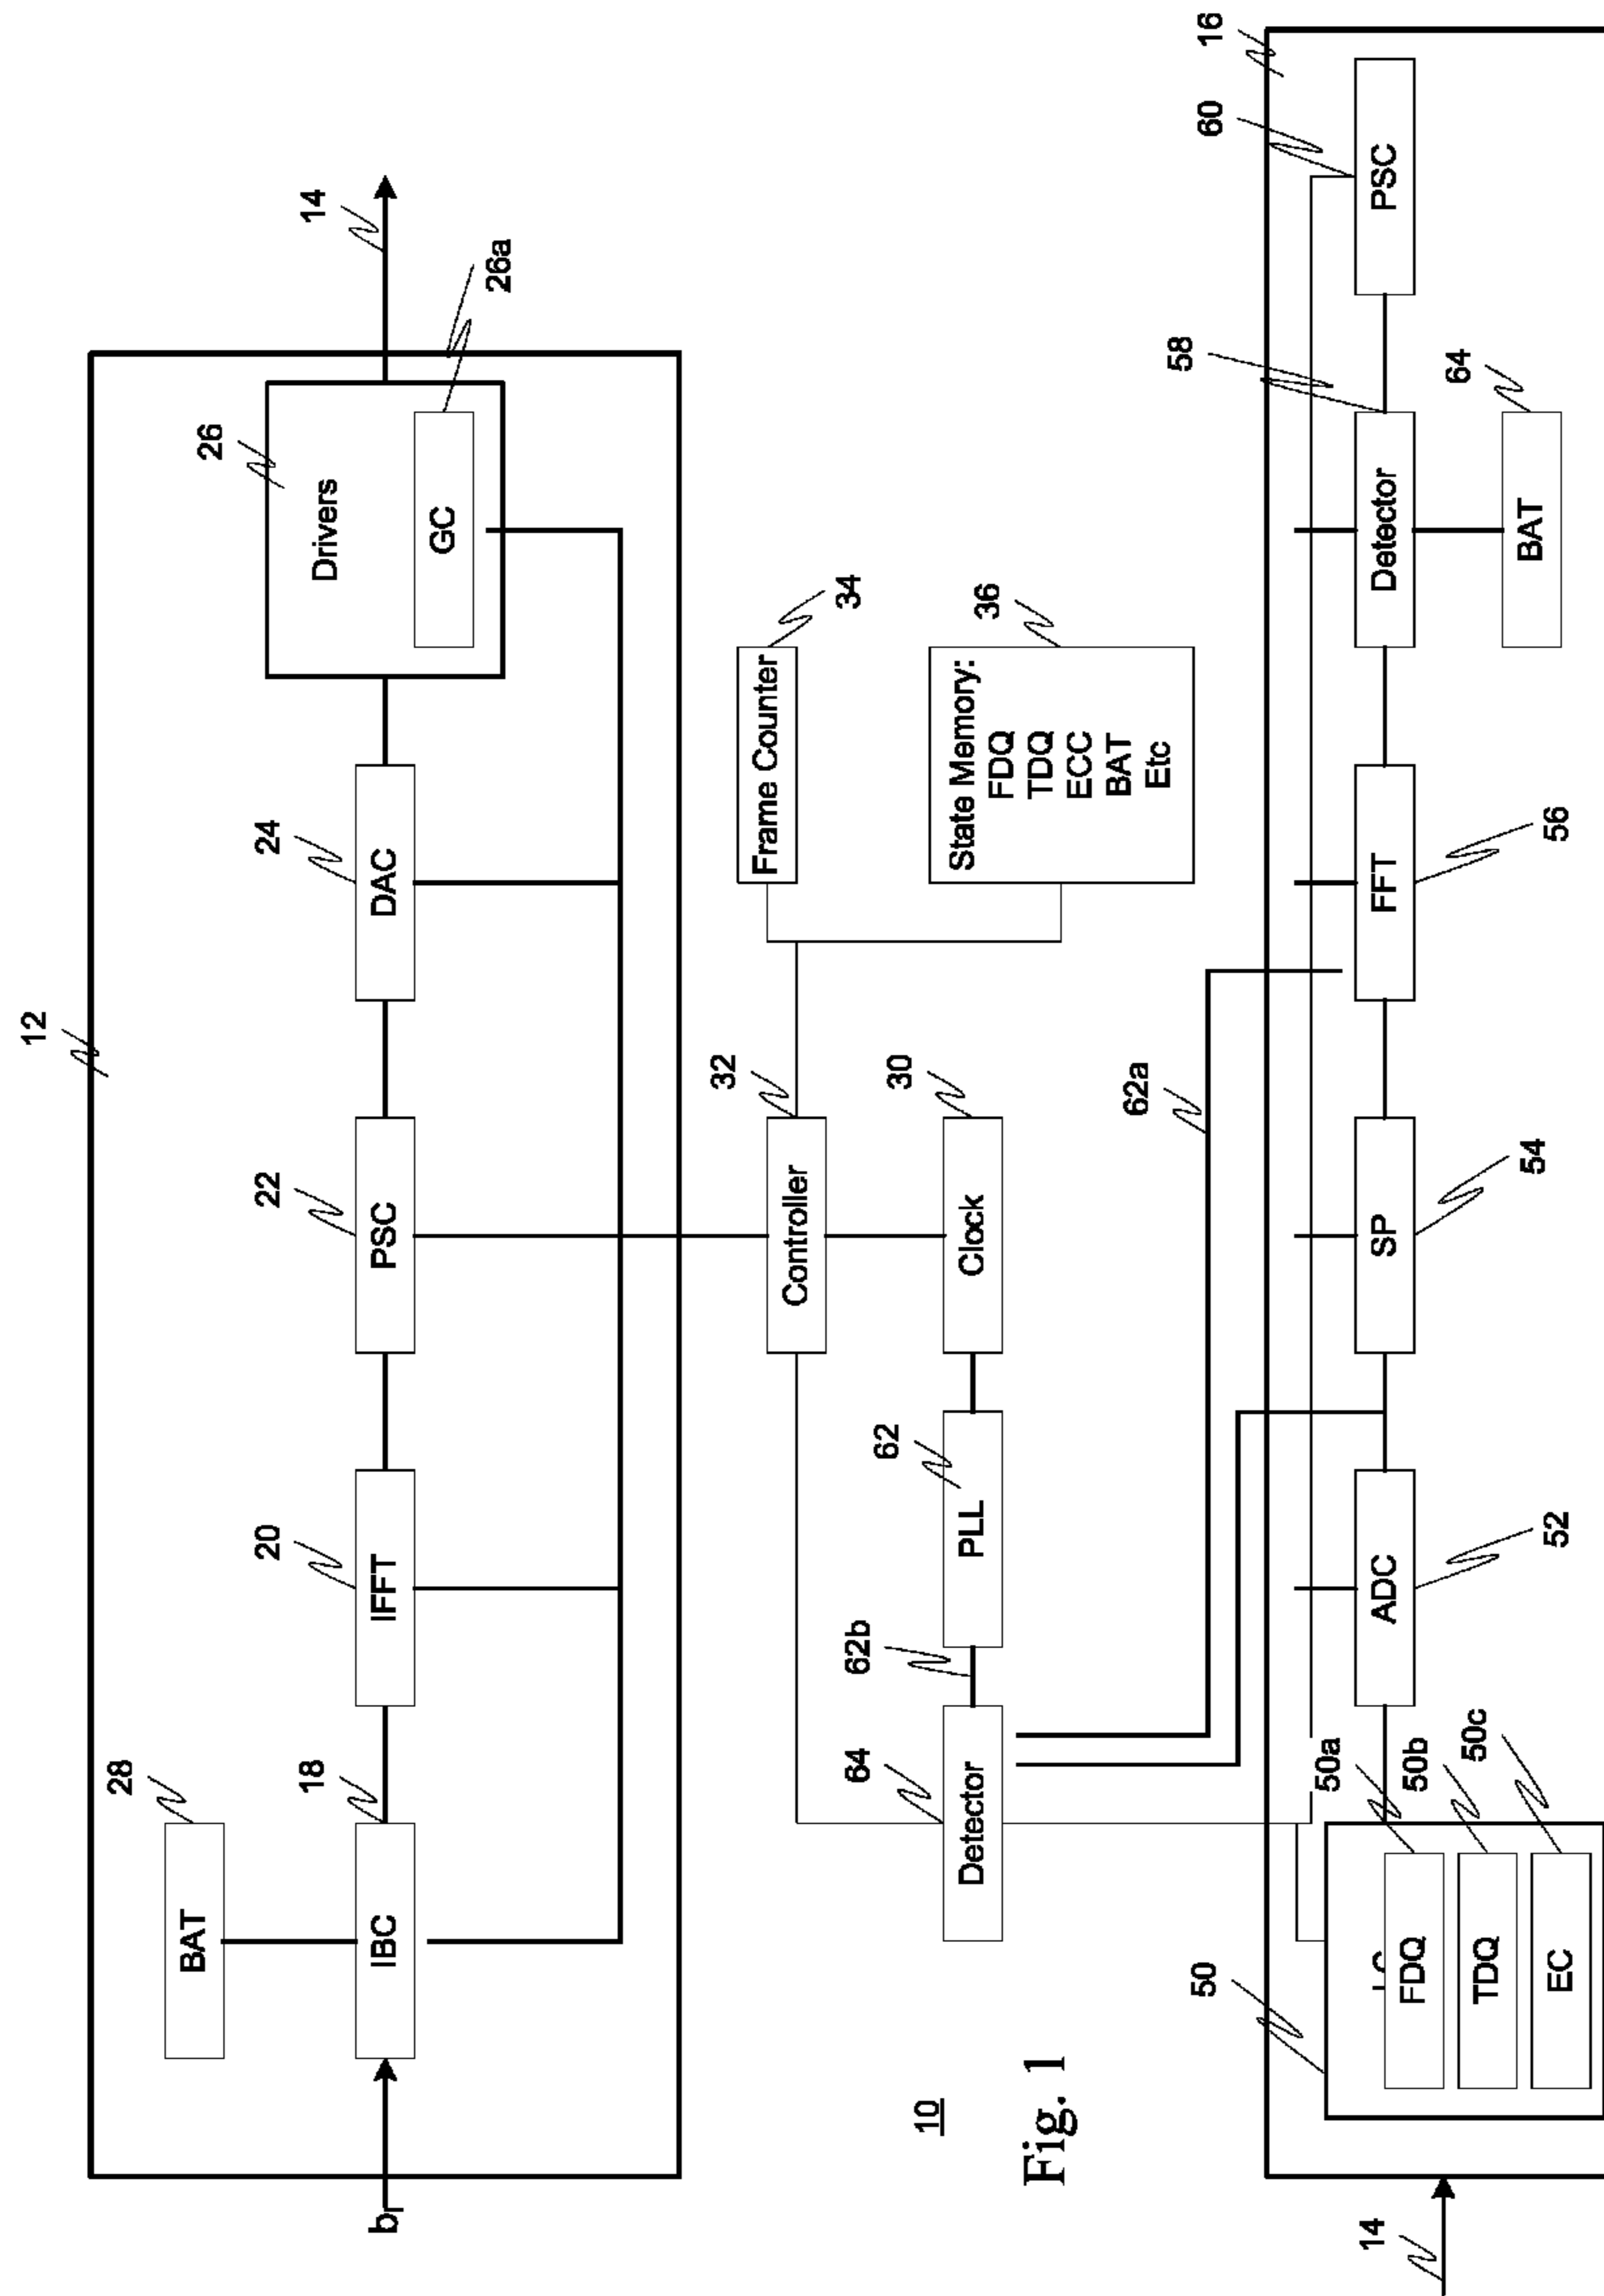 12
14
26
Drivers
26a
GC
24
DAC
22
PSC
20
IFFT
18
IBC
28
BAT
bI
34
Frame Counter
36
State Memory:
FDQ
TDQ
ECC
BAT
Etc
32
Controller
30
Clock
62
PLL
62b
64
Detector
62a
10
Fig. 1
16
60
PSC
58
Detector
64
BAT
56
FFT
54
SP
52
ADC
50
50a
50b
50c
FDQ
TDQ
EC
14